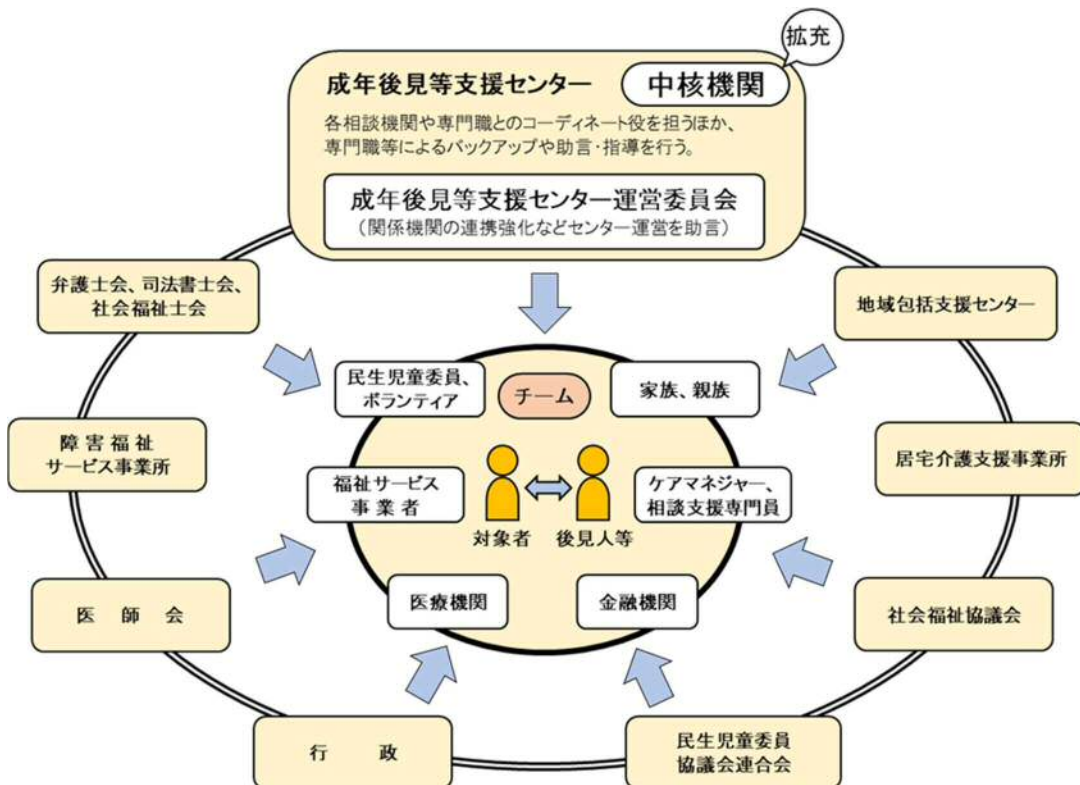 拡充
成年後見等支援センター
中核機関
各相談機関や専門職とのコーディネート役を担うほか、
専門職等によるバックアップや助言・指導を行う。
成年後見等支援センター運営委員会
（関係機関の連携強化などセンター運営を助言）
弁護士会、司法書士会、
社会福祉士会
地域包括支援センター
民生児童委員、
ボランティア
チーム
家族、親族
障害福祉
サービス事業所
居宅介護支援事業所
福祉サービス
事業者
ケアマネジャー、
相談支援専門員
対象者
後見人等
医師会
医療機関
金融機関
社会福祉協議会
行政
民生児童委員
協議会連合会